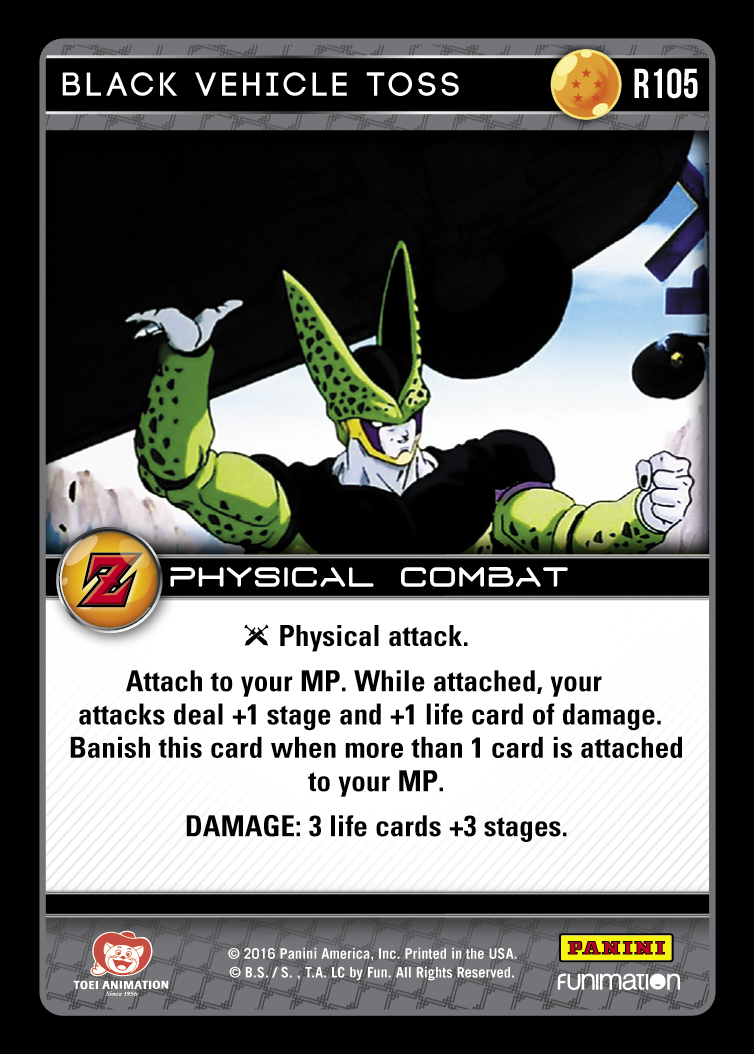 BLACK VEHICLE TOSS
R105
Z
PHYSICAL COMBAT
Physical attack.
Attach to your MP. While attached, your
attacks deal +1 stage and +1 life card of damage.
Banish this card when more than 1 card is attached
to your MP.
DAMAGE: 3 life cards +3 stages.
TOEI ANIMATION
Since 1956
© 2016 Panini America, Inc. Printed in the USA.
© B.S. / S. , T.A. LC by Fun. All Rights Reserved.
PANINI
FUNIMATION